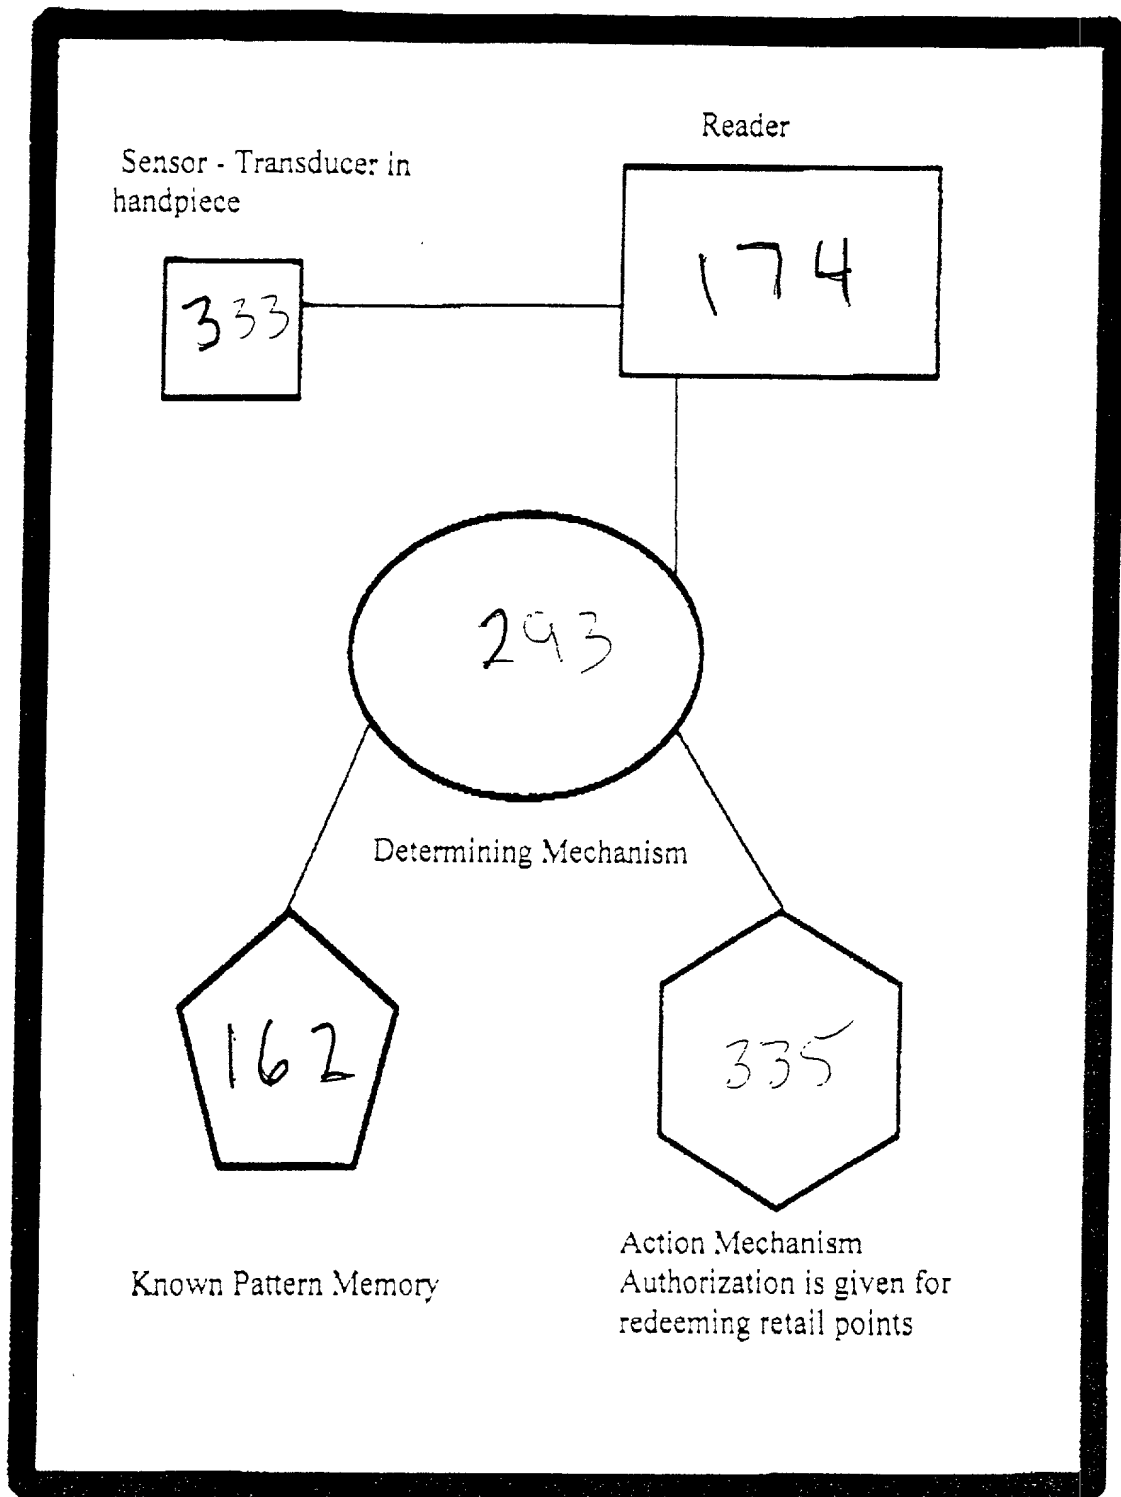 Reader
Sensor - Transducer in
handpiece
174
333
293
Determining Mechanism
162
335
Known Pattern Memory
Action Mechanism
Authorization is given for
redeeming retail points